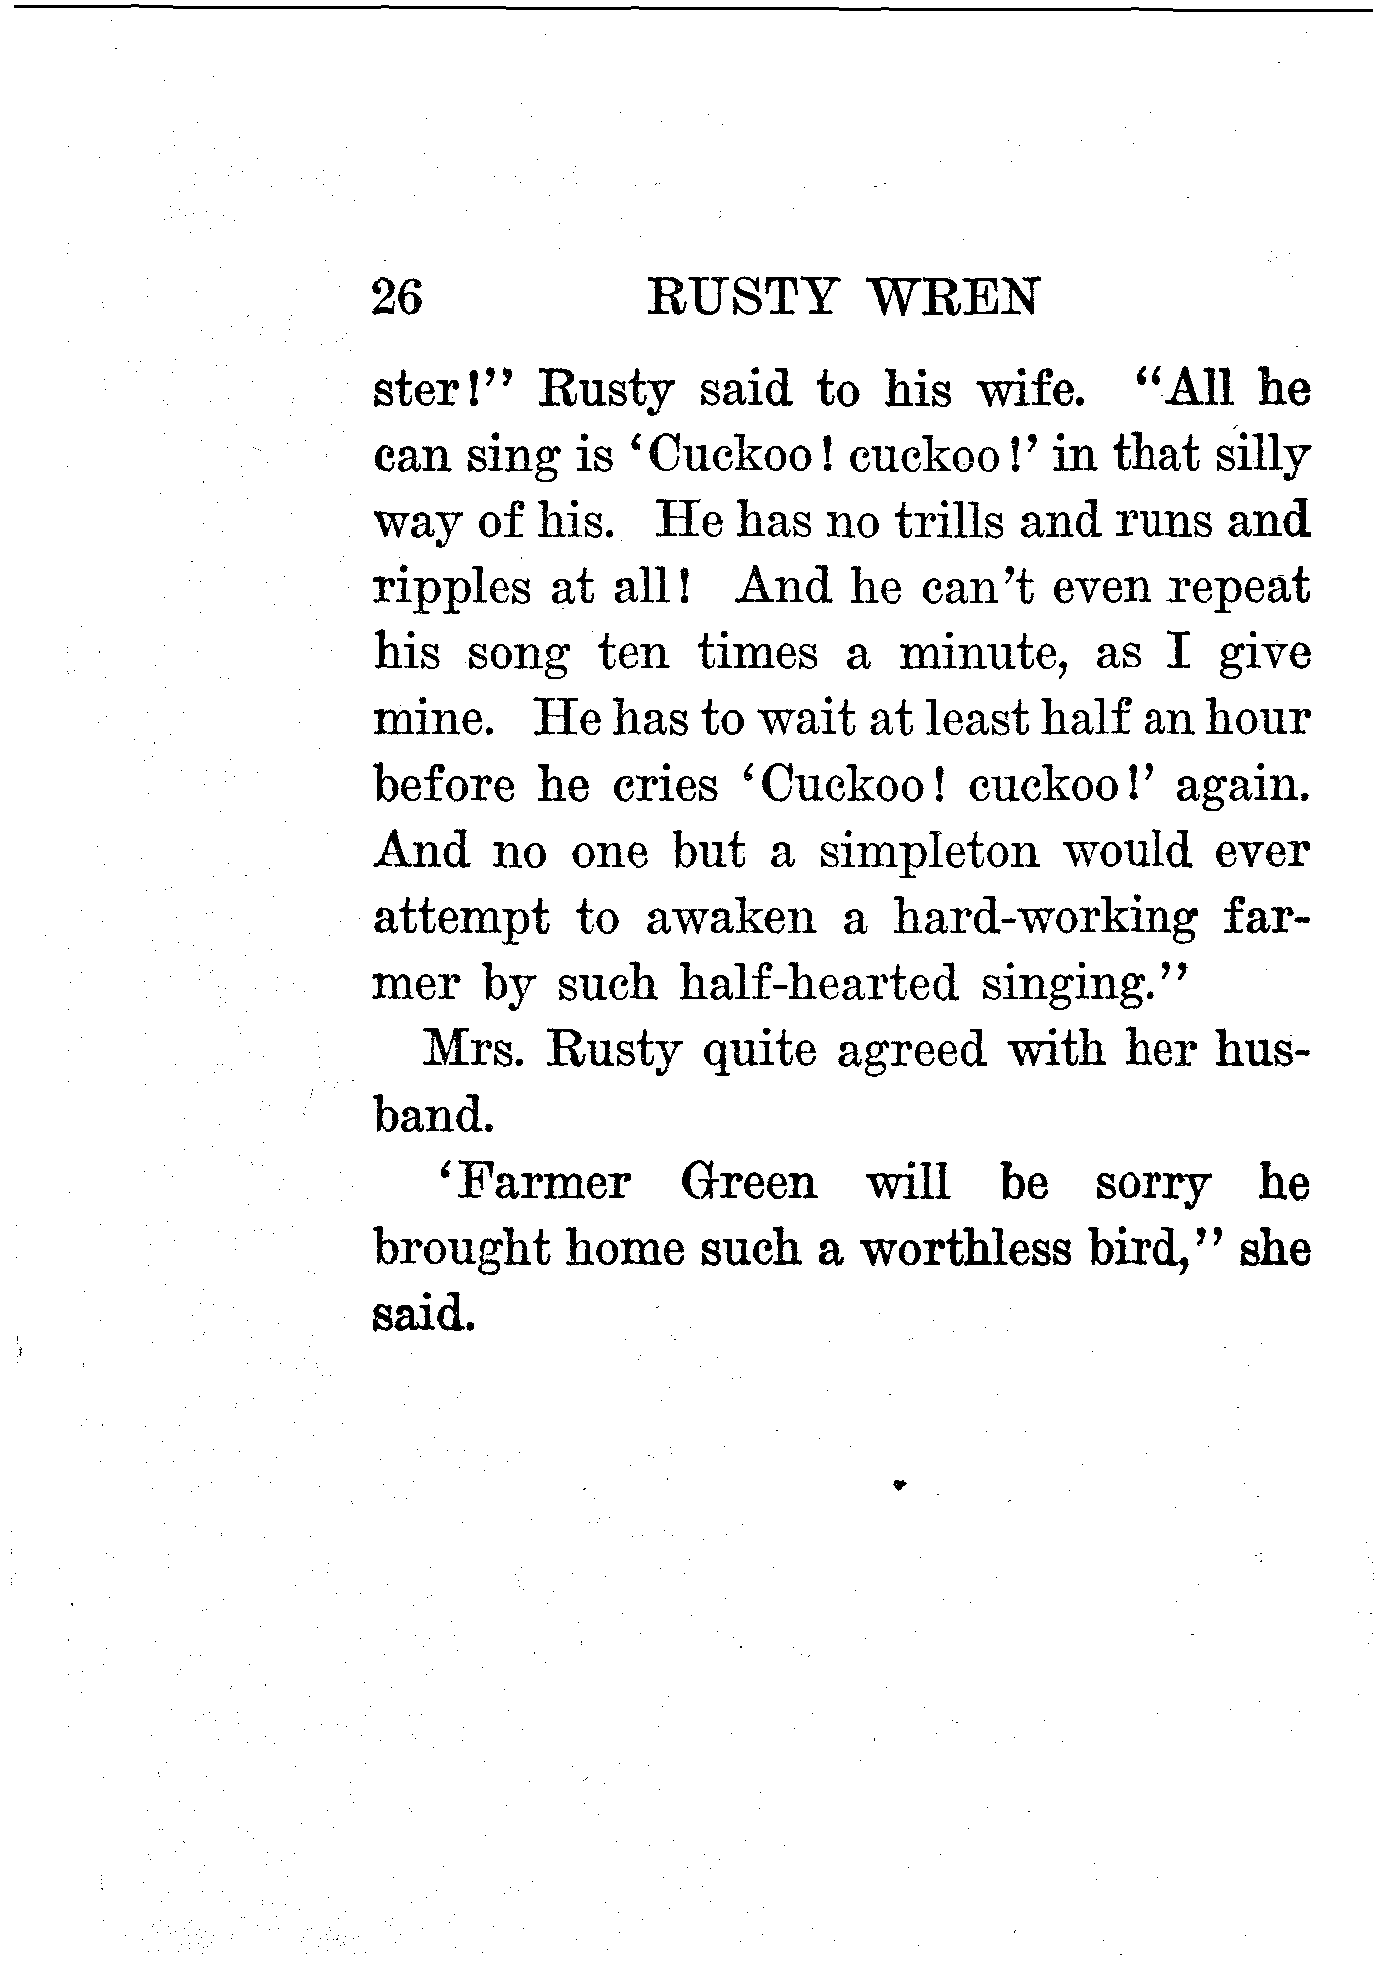 26 RUSTY WREN
ster!" Rusty said to his wife. "All he
can sing is 'Cuckoo! cuckoo!' in that silly
way of his. He has no trills and runs and
ripples at all! And he can't even repeat
his song ten times a minute, as I give
mine. He has to wait at least half an hour
before he cries 'Cuckoo! cuckoo!' again.
And no one but a simpleton would ever
attempt to awaken a hard-working far-
mer by such half-hearted singing."
Mrs. Rusty quite agreed with her hus-
band.
'Farmer Green will be sorry he
brought home such a worthless bird," she
said.